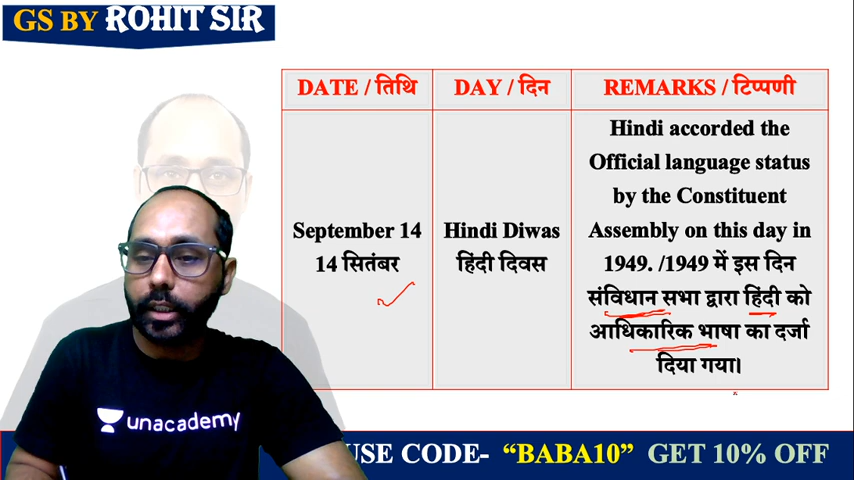 GS BY ROHIT SIR
DATE / तिथि
DAY / दिन
REMARKS / टिप्पणी
September 14
14 सितंबर
Hindi Diwas
हिंदी दिवस
Hindi accorded the
Official language status
by the Constituent
Assembly on this day in
1949. /1949 में इस दिन
संविधान सभा द्वारा हिंदी को
आधिकारिक भाषा का दर्जा
दिया गया।
unacademy
USE CODE- “BABA10” GET 10% OFF